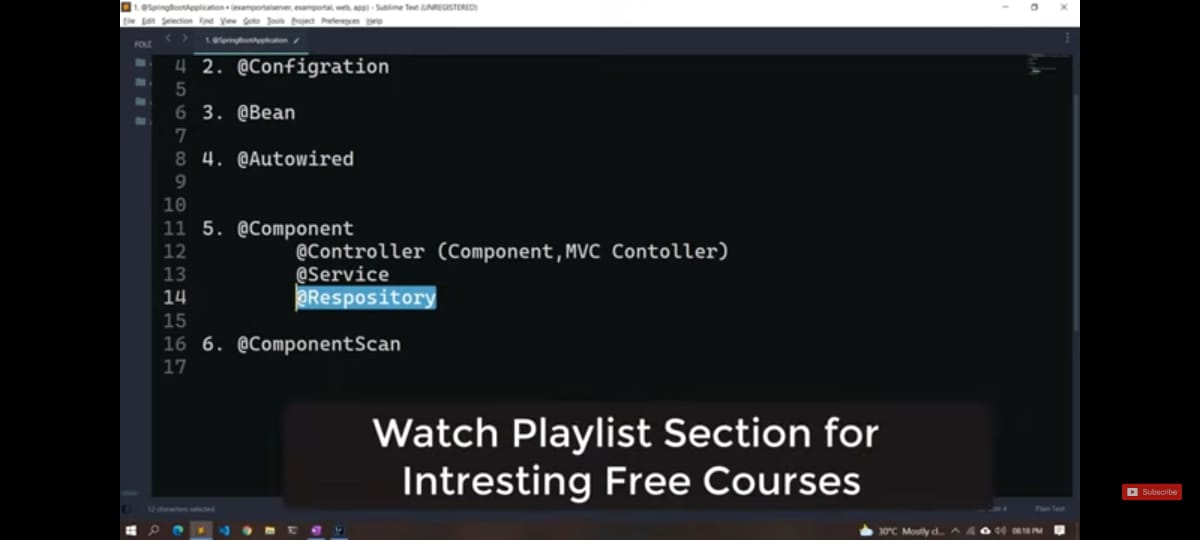 1. @SpringBootApplication • (examportalserver, examportal, web, app) - Sublime Text (UNREGISTERED)
File Edit Selection Find View Goto Tools Project Preferences Help
FOLD
1. @SpringBootApplication
4 2. @Configration
5
6 3. @Bean
7
8 4. @Autowired
9
10
11 5. @Component
12 @Controller (Component,MVC Contoller)
13 @Service
14 @Respository
15
16 6. @ComponentScan
17
Watch Playlist Section for
Intresting Free Courses
Subscribe
12 characters selected
Plain Text
30°C Mostly cl... 08:18 PM